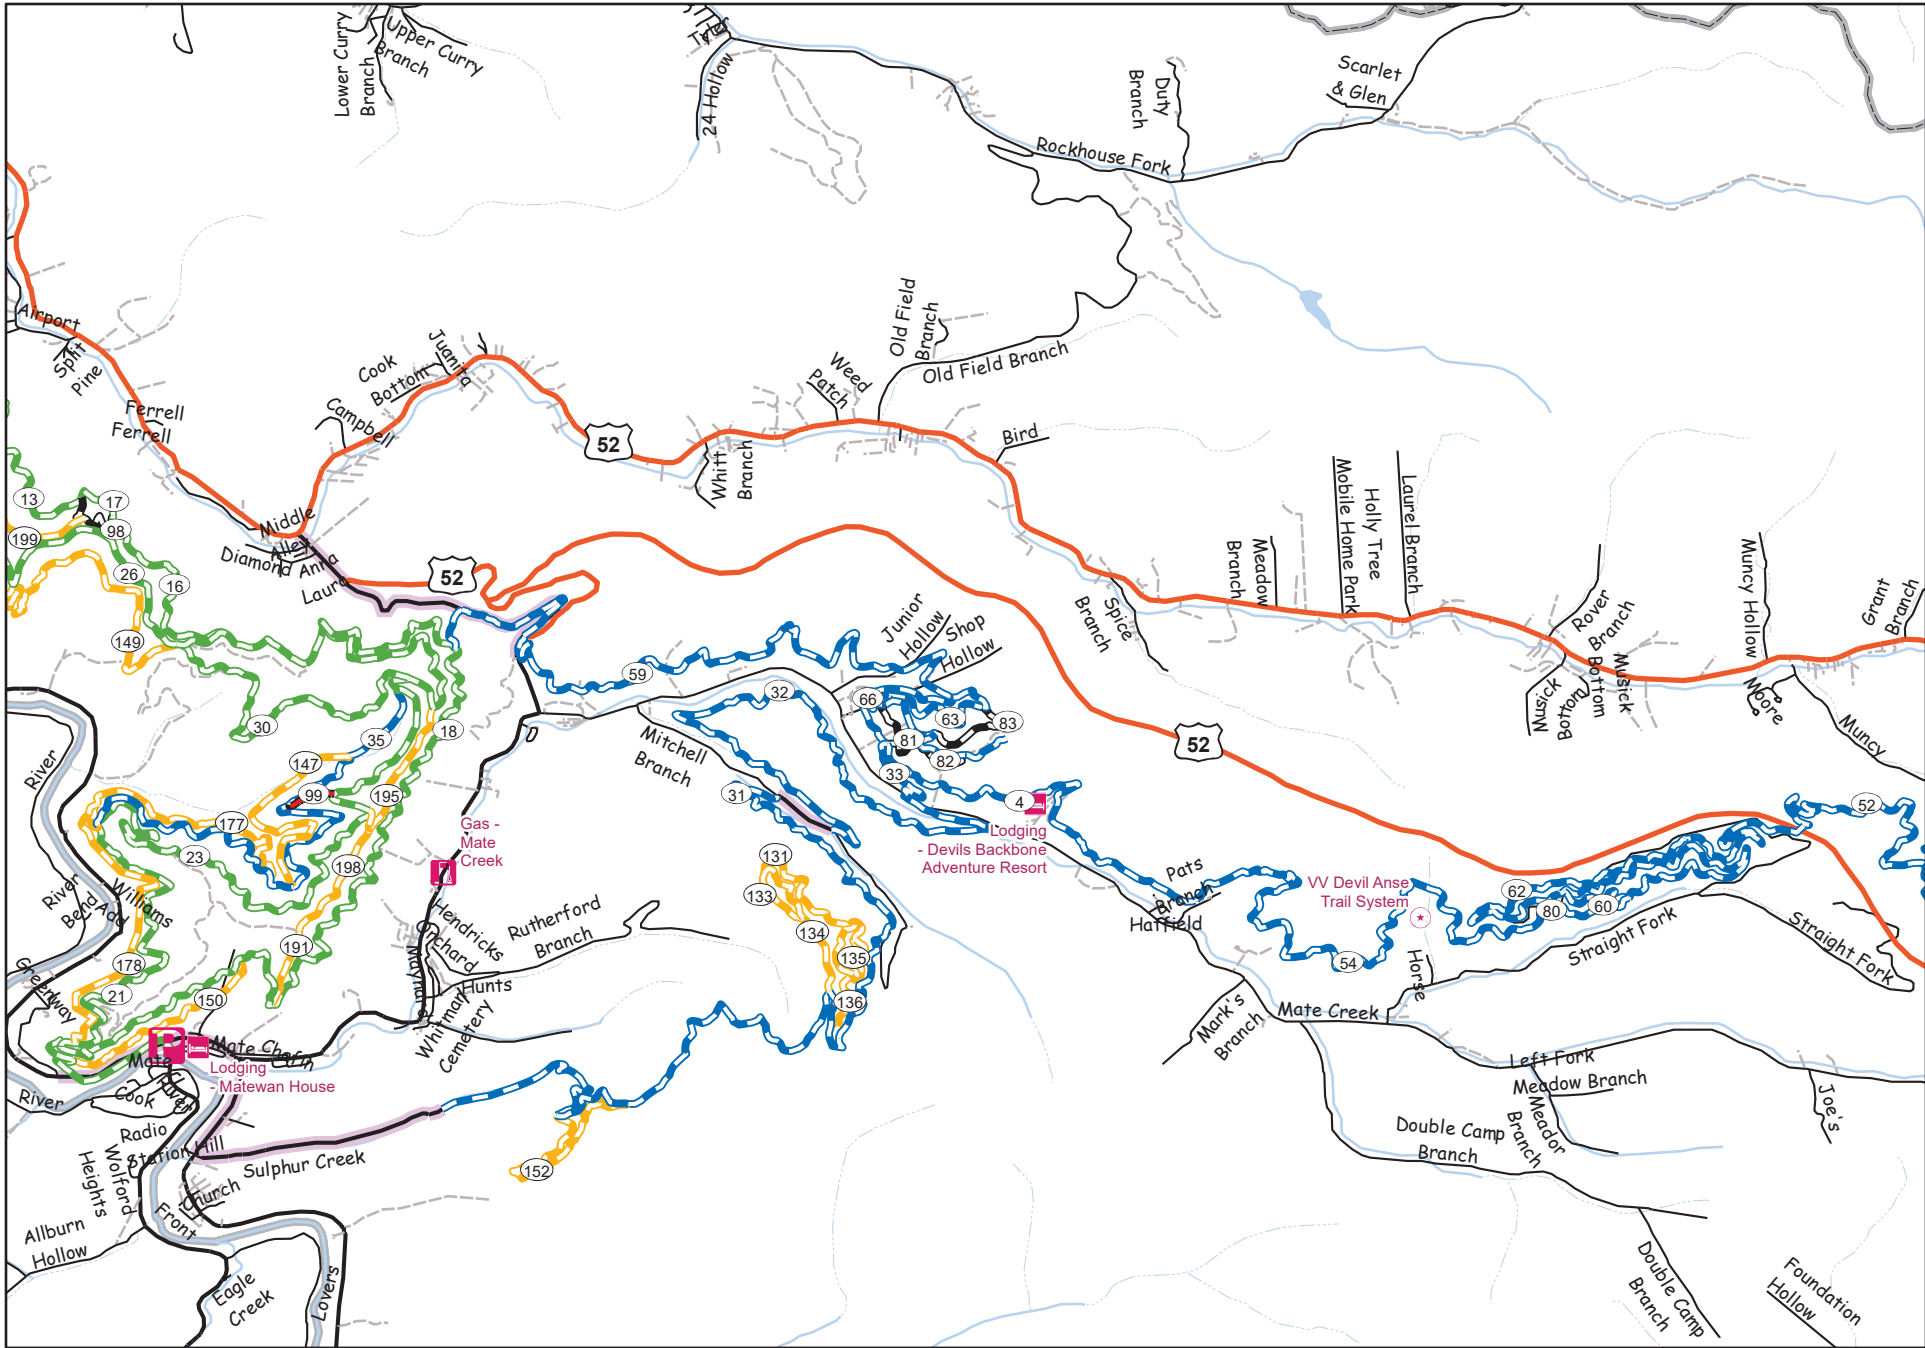 Lower Curry
Branch
Upper Curry
Branch
24 Hollow
Duty
Branch
Scarlet
& Glen
Rockhouse Fork
Airport
Split
Pine
Ferrell
Ferrell
Campbell
Cook
Bottom
Juanita
52
Whitt
Branch
Weed
Patch
Old Field
Branch
Old Field Branch
Bird
Middle
Alley
Diamond
Anna
Laura
52
13
17
98
199
26
16
149
30
35
18
147
99
195
177
23
198
191
178
21
150
59
32
31
Mitchell
Branch
Junior
Hollow
Shop
Hollow
66
63
83
81
82
33
4
Lodging
- Devils Backbone
Adventure Resort
Spice
Branch
Meadow
Branch
Holly Tree
Mobile Home Park
Laurel Branch
Rover
Branch
Musick
Bottom
Musick
Bottom
Muncy Hollow
Moore
Muncy
Grant
Branch
52
52
Pats
Branch
Hatfield
VV Devil Anse
Trail System
62
80
60
54
Horse
Straight Fork
Straight Fork
Mate Creek
Mark's
Branch
Left Fork
Meadow Branch
Meador
Branch
Joe's
Double Camp
Branch
Double Camp
Branch
Foundation
Hollow
131
133
134
135
136
152
Gas -
Mate
Creek
Hendricks
Orchard
Maynard
Rutherford
Branch
Hunts
Whitman
Cemetery
River
River
Bend
Add
Williams
Greenway
River
Mate
Mate
Chafin
Lodging
- Matewan House
Cook
River
Radio
Station Hill
Wolford
Heights
Sulphur Creek
Church
Front
Allburn
Hollow
Eagle
Creek
Lovers